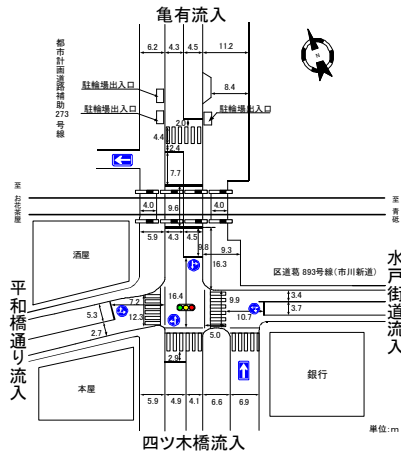 亀有流入
6.2
4.3
4.5
11.2
N
都市計画道路補助273号線
8.4
駐輪場出入口
駐輪場出入口
駐輪場出入口
2.0
4.4
2.4
7.7
至 お花茶屋
至 青砥
4.0
9.6
4.0
5.9
4.3
4.5
9.8
9.3
16.3
酒屋
区道葛893号線(市川新道)
水戸街道流入
平和橋通り流入
7.2
16.4
9.9
3.4
5.3
12.3
10.7
3.7
2.7
5.0
2.9
本屋
銀行
5.9
4.9
4.1
6.6
6.9
単位:m
四ツ木橋流入